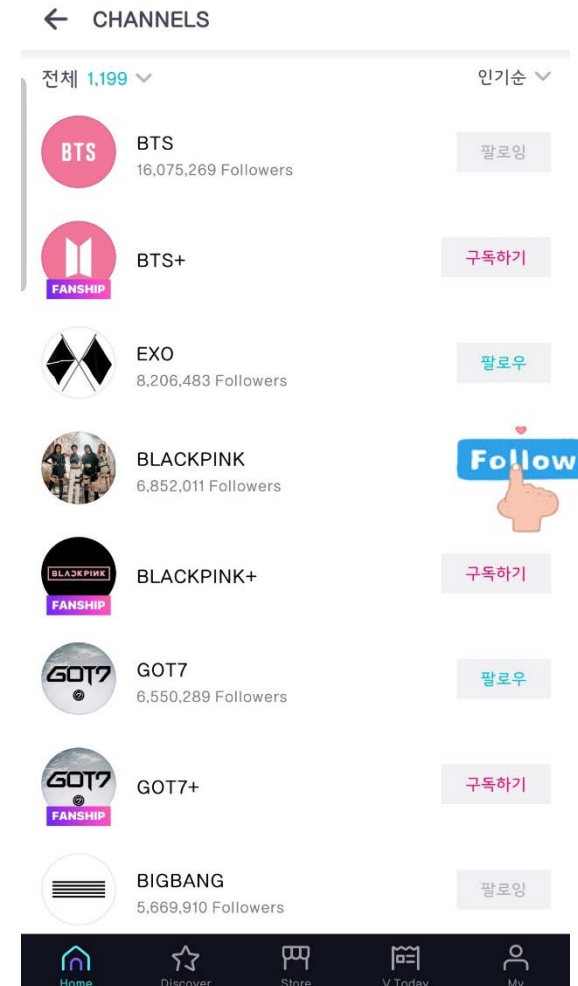 ← CHANNELS
전체 1,199
인기순
BTS
BTS
16,075,269 Followers
팔로잉
FANSHIP
BTS+
구독하기
EXO
8,206,483 Followers
팔로우
BLACKPINK
6,852,011 Followers
Follow
BLACKPINK
FANSHIP
BLACKPINK+
구독하기
GOT7
GOT7
6,550,289 Followers
팔로우
GOT7
FANSHIP
GOT7+
구독하기
BIGBANG
5,669,910 Followers
팔로잉
Home Discover Store V Today My